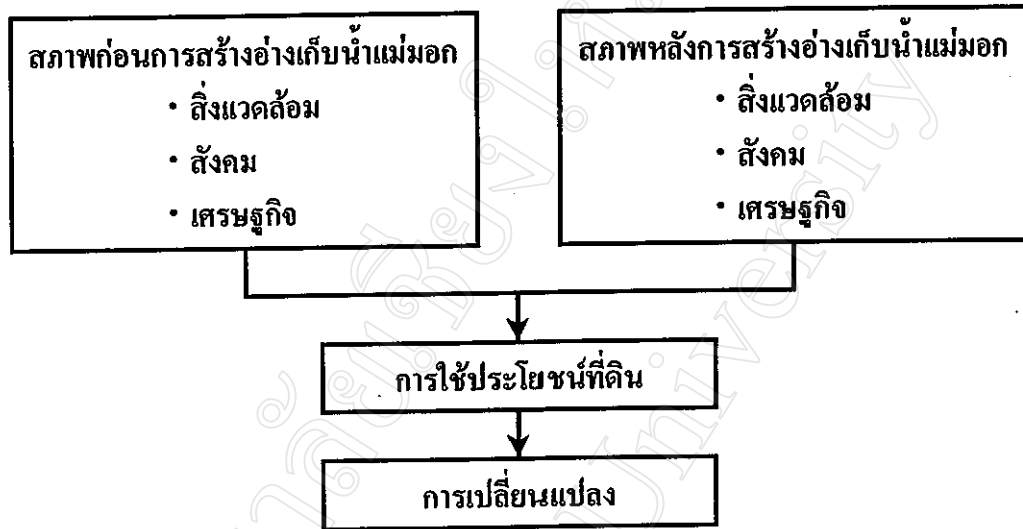 สภาพก่อนการสร้างอ่างเก็บน้ำแม่มอก
• สิ่งแวดล้อม
• สังคม
• เศรษฐกิจ
สภาพหลังการสร้างอ่างเก็บน้ำแม่มอก
• สิ่งแวดล้อม
• สังคม
• เศรษฐกิจ
การใช้ประโยชน์ที่ดิน
การเปลี่ยนแปลง
University